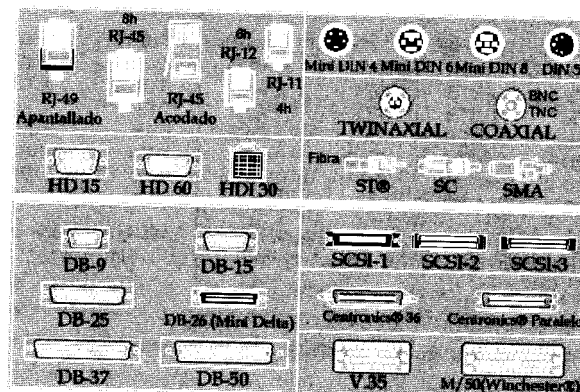 8h
RJ-45
8h
RJ-12
RJ-11
4h
RJ-49
Apantallado
RJ-45
Acodado
Mini DIN 4 Mini DIN 6 Mini DIN 8 DIN 5
BNC
TNC
TWINAXIAL COAXIAL
HD 15 HD 60 HDI 30
Fibra
ST® SC SMA
DB-9 DB-15
SCSI-1 SCSI-2 SCSI-3
DB-25 DB-26 (Mini Delta)
Centronics® 36 Centronics® Paralelo
DB-37 DB-50
V.35 M/50(Winchester®)